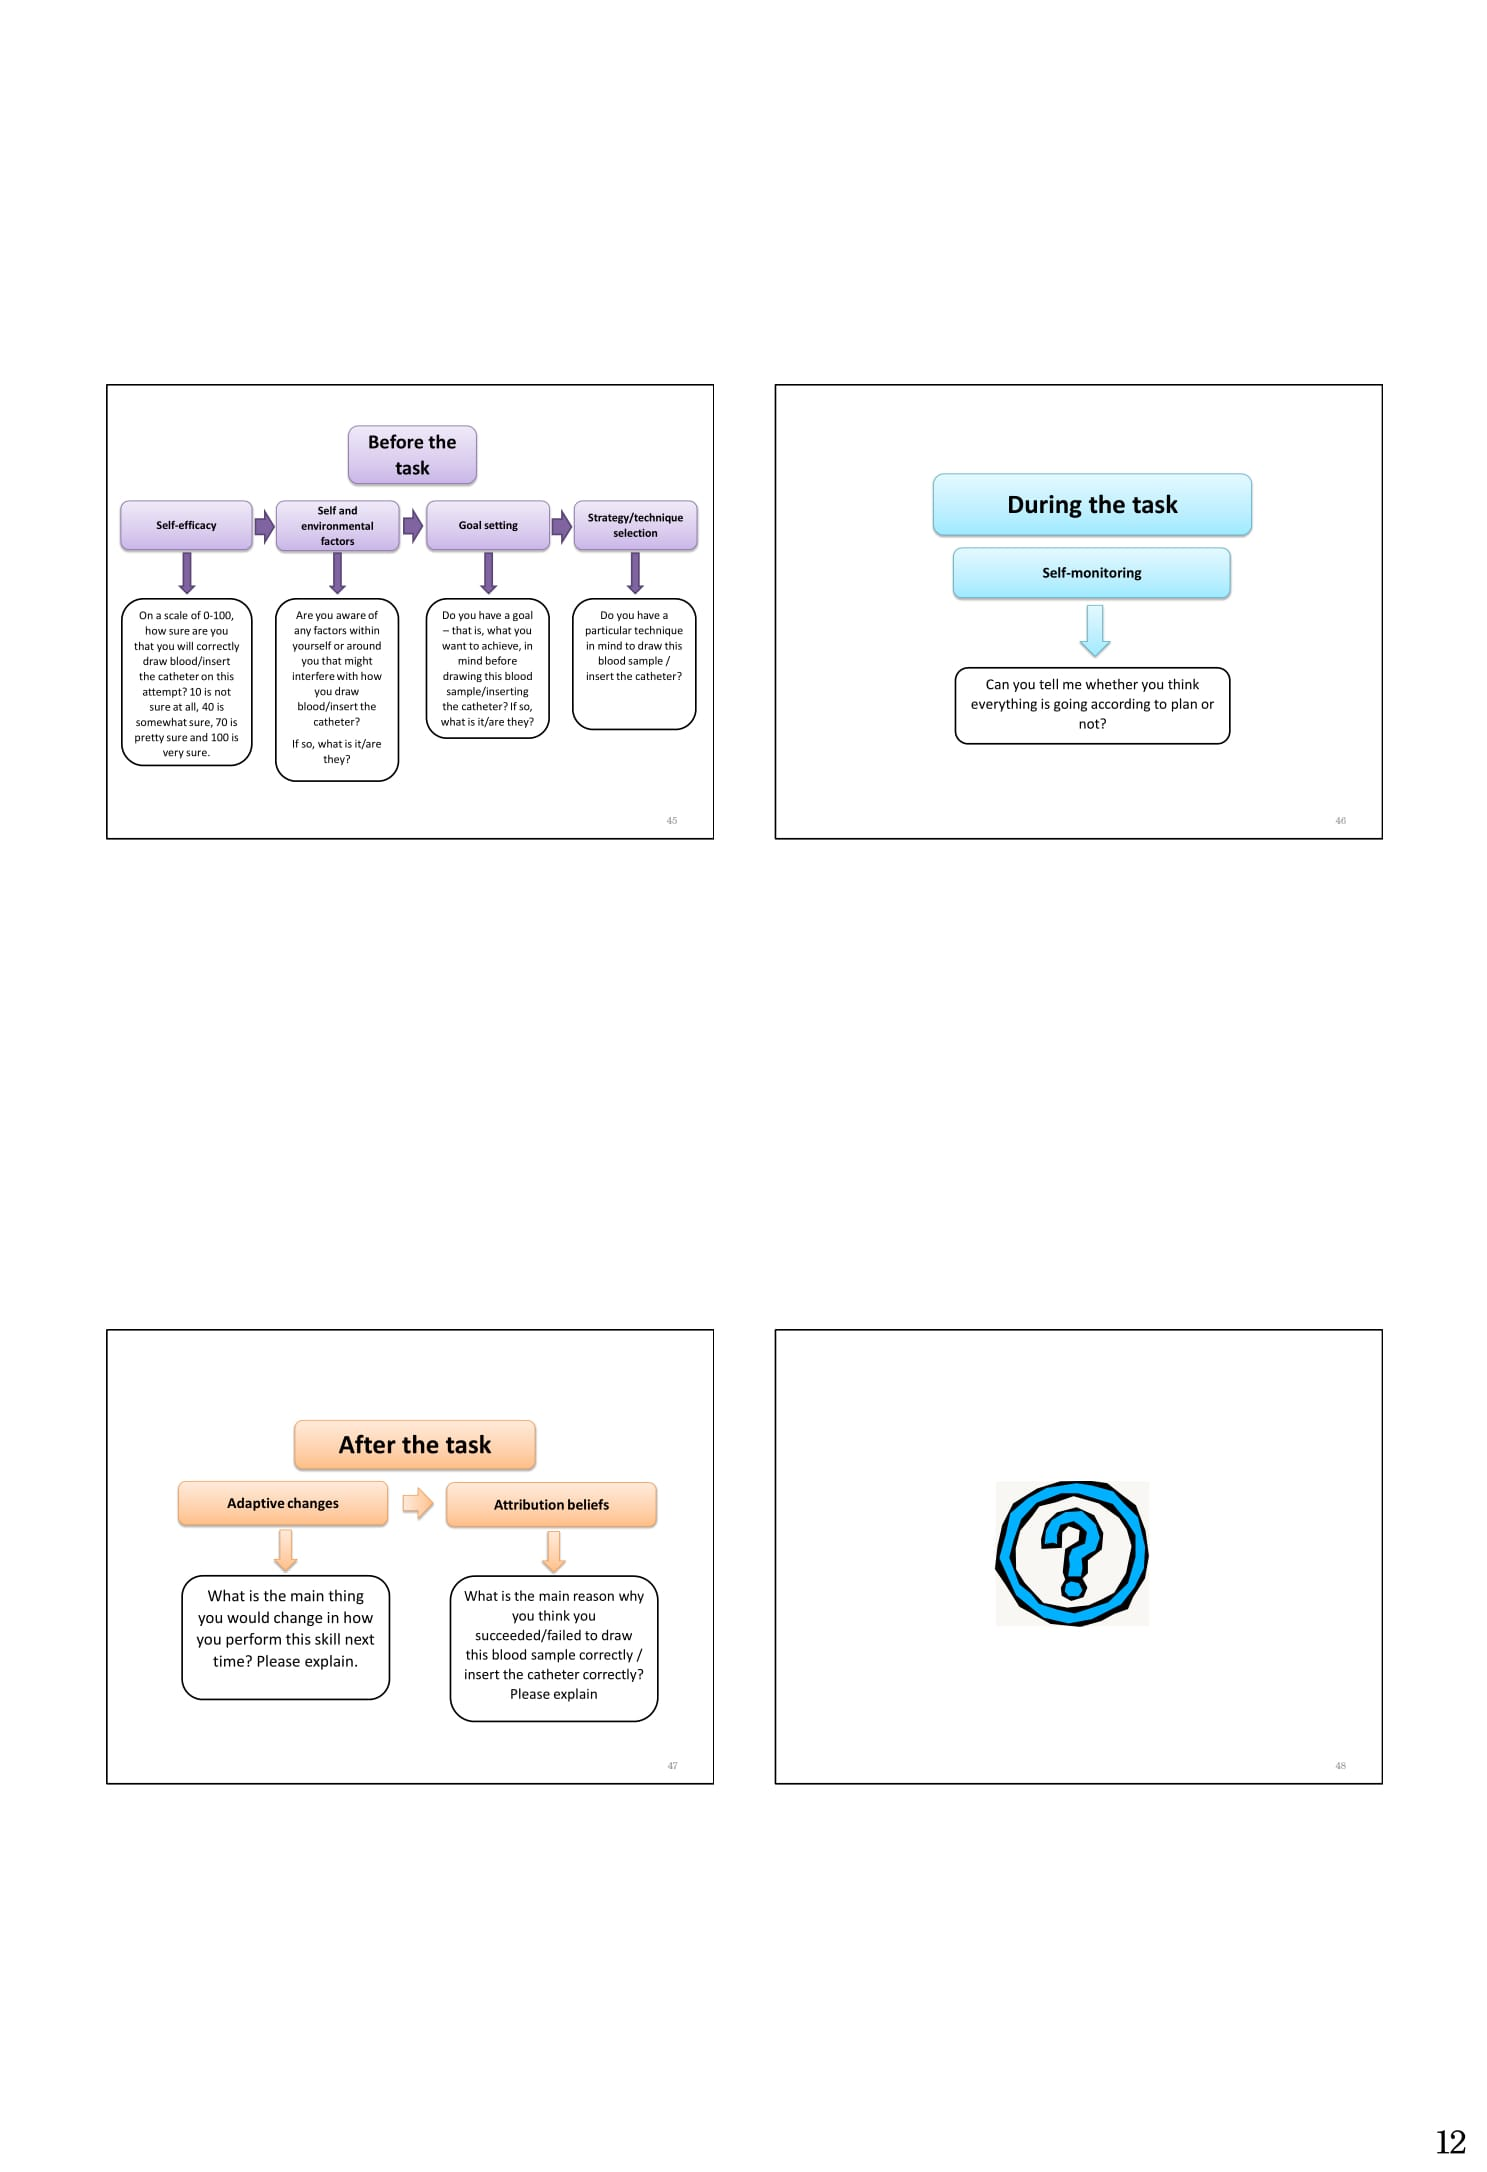 Before the
task
Self-efficacy
Self and
environmental
factors
Goal setting
Strategy/technique
selection
On a scale of 0-100,
how sure are you
that you will correctly
draw blood/insert
the catheter on this
attempt? 10 is not
sure at all, 40 is
somewhat sure, 70 is
pretty sure and 100 is
very sure.
Are you aware of
any factors within
yourself or around
you that might
interfere with how
you draw
blood/insert the
catheter?
If so, what is it/are
they?
Do you have a goal
– that is, what you
want to achieve, in
mind before
drawing this blood
sample/inserting
the catheter? If so,
what is it/are they?
Do you have a
particular technique
in mind to draw this
blood sample /
insert the catheter?
45
During the task
Self-monitoring
Can you tell me whether you think
everything is going according to plan or
not?
46
After the task
Adaptive changes
Attribution beliefs
What is the main thing
you would change in how
you perform this skill next
time? Please explain.
What is the main reason why
you think you
succeeded/failed to draw
this blood sample correctly /
insert the catheter correctly?
Please explain
47
?
48
12